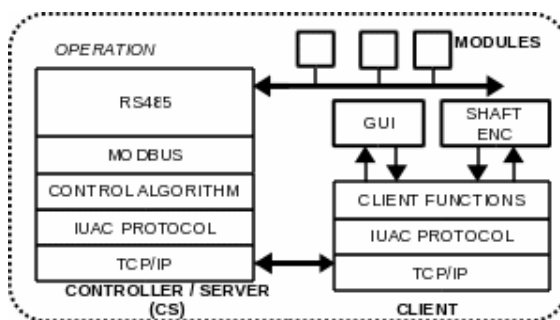 OPERATION
MODULES
RS485
GUI
SHAFT
ENC
MODBUS
CONTROL ALGORITHM
CLIENT FUNCTIONS
IUAC PROTOCOL
IUAC PROTOCOL
TCP/IP
TCP/IP
CONTROLLER / SERVER
(CS)
CLIENT